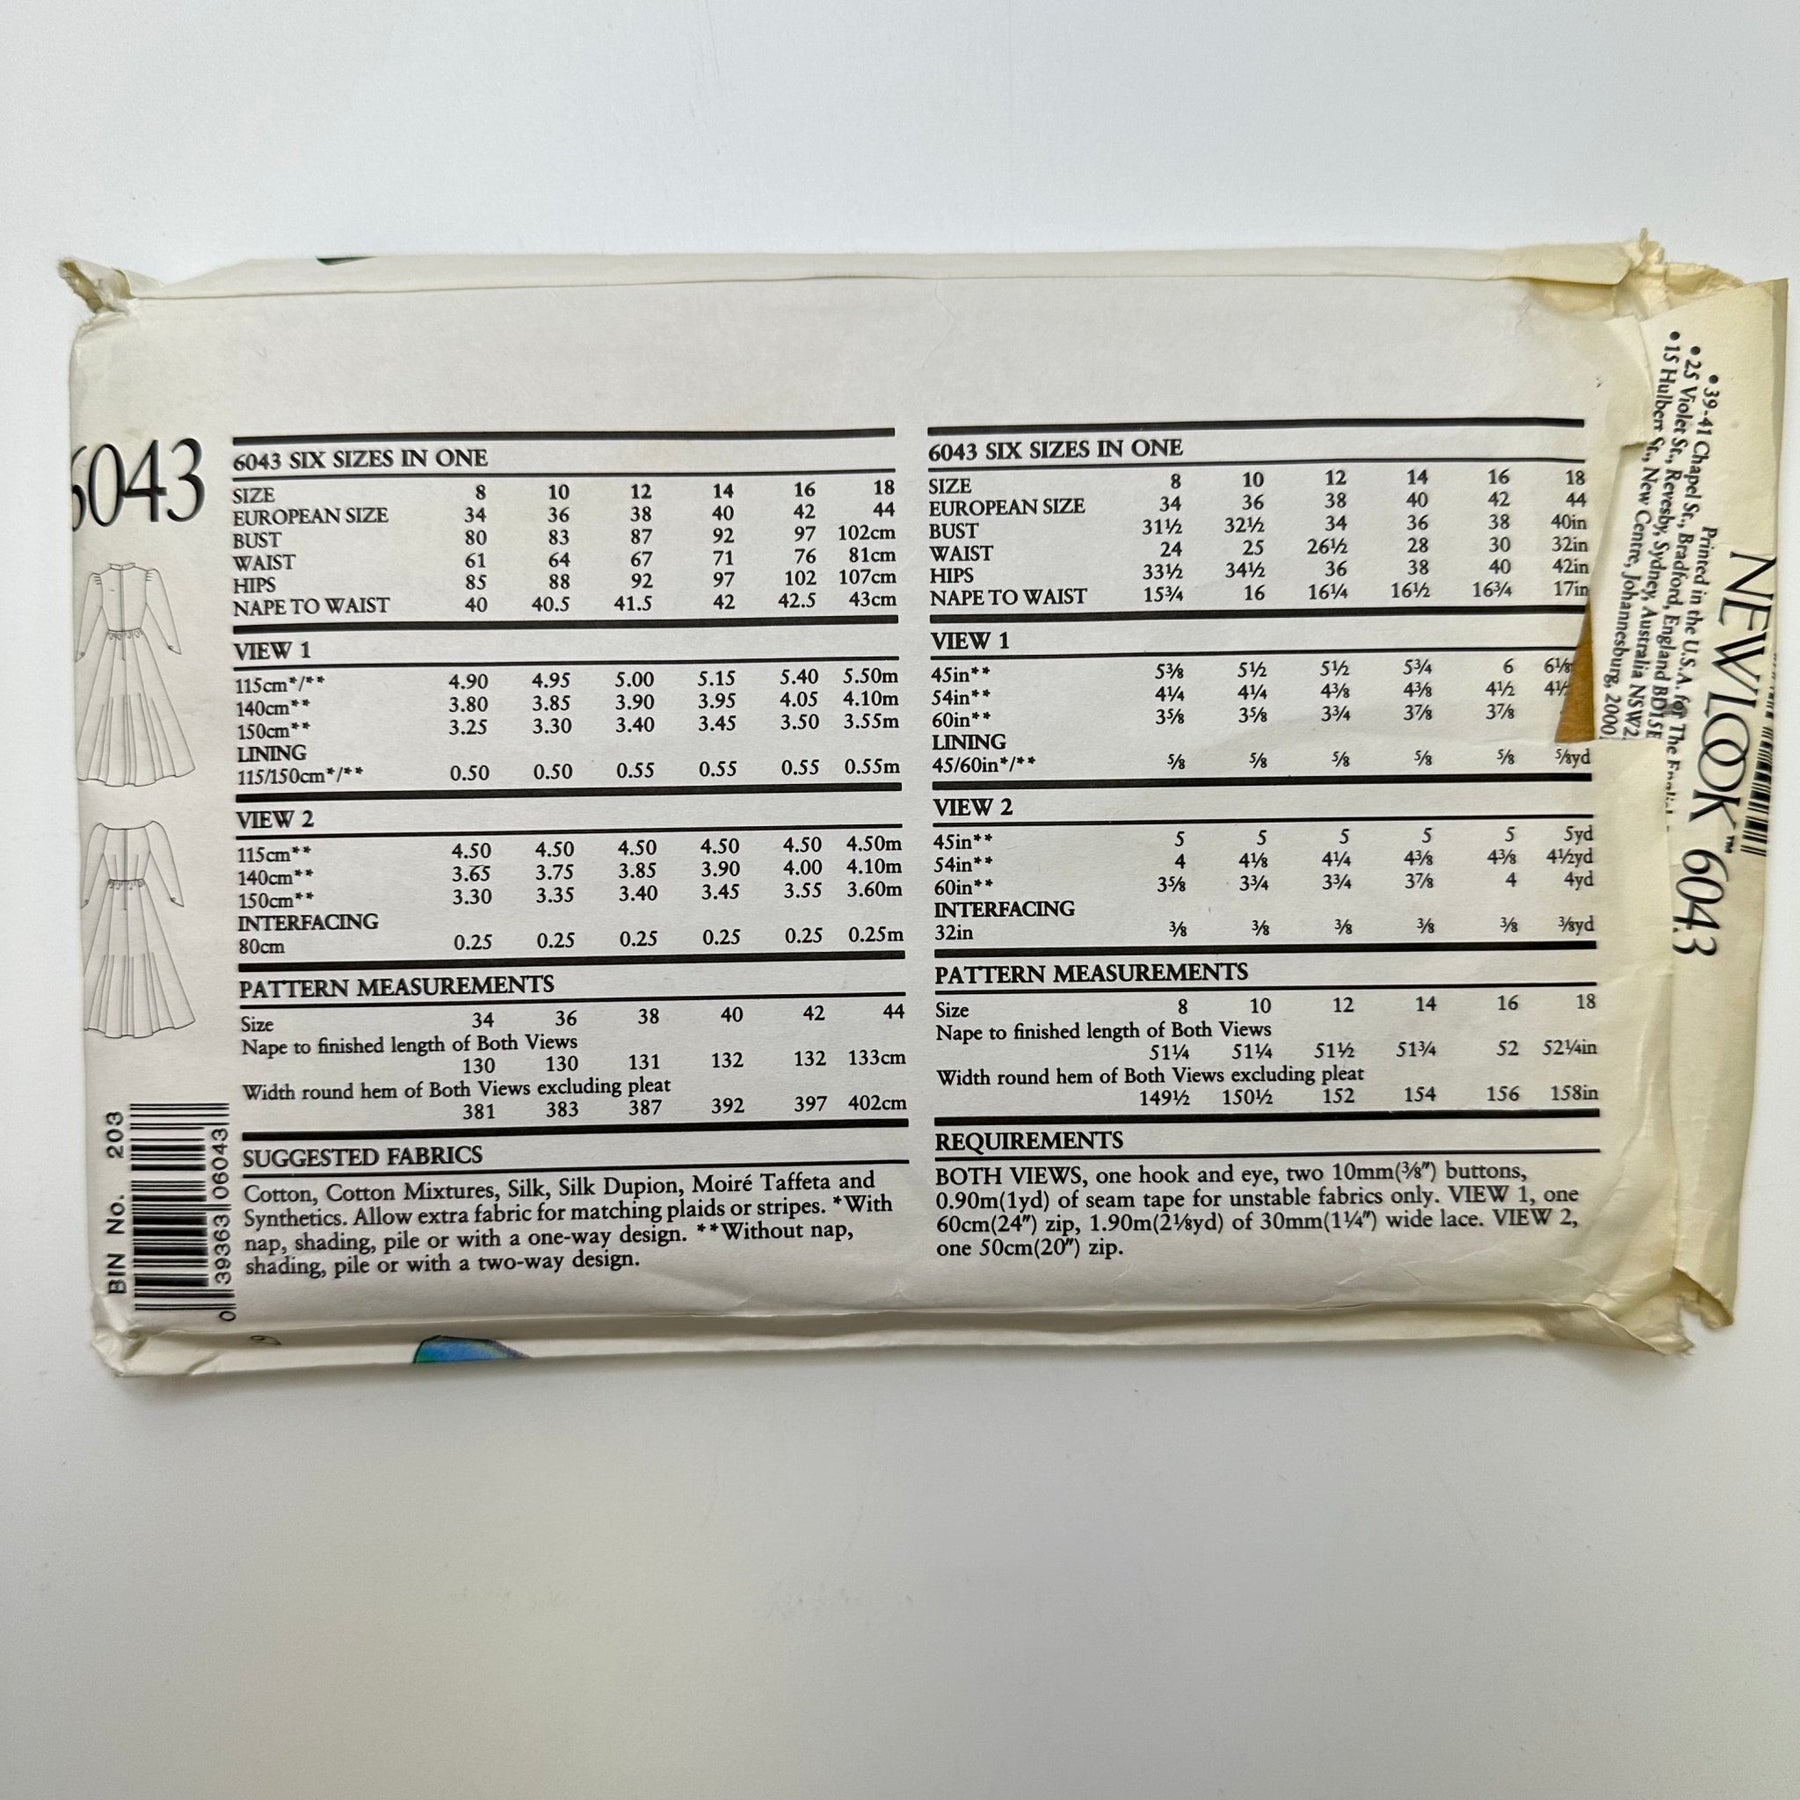 6043
6043 SIX SIZES IN ONE
SIZE 8 10 12 14 16 18
EUROPEAN SIZE 34 36 38 40 42 44
BUST 80 83 87 92 97 102cm
WAIST 61 64 67 71 76 81cm
HIPS 85 88 92 97 102 107cm
NAPE TO WAIST 40 40.5 41.5 42 42.5 43cm
VIEW 1
115cm*/** 4.90 4.95 5.00 5.15 5.40 5.50m
140cm** 3.80 3.85 3.90 3.95 4.05 4.10m
150cm** 3.25 3.30 3.40 3.45 3.50 3.55m
LINING
115/150cm*/** 0.50 0.50 0.55 0.55 0.55 0.55m
VIEW 2
115cm** 4.50 4.50 4.50 4.50 4.50 4.50m
140cm** 3.65 3.75 3.85 3.90 4.00 4.10m
150cm** 3.30 3.35 3.40 3.45 3.55 3.60m
INTERFACING
80cm 0.25 0.25 0.25 0.25 0.25 0.25m
PATTERN MEASUREMENTS
Size 34 36 38 40 42 44
Nape to finished length of Both Views
130 130 131 132 132 133cm
Width round hem of Both Views excluding pleat
381 383 387 392 397 402cm
SUGGESTED FABRICS
Cotton, Cotton Mixtures, Silk, Silk Dupion, Moiré Taffeta and
Synthetics. Allow extra fabric for matching plaids or stripes. *With
nap, shading, pile or with a one-way design. **Without nap,
shading, pile or with a two-way design.
6043 SIX SIZES IN ONE
SIZE 8 10 12 14 16 18
EUROPEAN SIZE 34 36 38 40 42 44
BUST 31½ 32½ 34 36 38 40in
WAIST 24 25 26½ 28 30 32in
HIPS 33½ 34½ 36 38 40 42in
NAPE TO WAIST 15¾ 16 16¼ 16½ 16¾ 17in
VIEW 1
45in** 5⅜ 5½ 5½ 5¾ 6 6⅛
54in** 4¼ 4¼ 4⅜ 4⅜ 4½
60in** 3⅝ 3⅝ 3¾ 3⅞ 3⅞
LINING
45/60in*/** ⅝ ⅝ ⅝ ⅝ ⅝ ⅝yd
VIEW 2
45in** 5 5 5 5 5 5yd
54in** 4 4⅛ 4¼ 4⅜ 4⅜ 4½yd
60in** 3⅝ 3¾ 3¾ 3⅞ 4 4yd
INTERFACING
32in ⅜ ⅜ ⅜ ⅜ ⅜ ⅜yd
PATTERN MEASUREMENTS
Size 8 10 12 14 16 18
Nape to finished length of Both Views
51¼ 51¼ 51½ 51¾ 52 52¼in
Width round hem of Both Views excluding pleat
149½ 150½ 152 154 156 158in
REQUIREMENTS
BOTH VIEWS, one hook and eye, two 10mm(⅜") buttons,
0.90m(1yd) of seam tape for unstable fabrics only. VIEW 1, one
60cm(24") zip, 1.90m(2⅛yd) of 30mm(1¼") wide lace. VIEW 2,
one 50cm(20") zip.
BIN No. 203
0 39363 06043
NEWLOOK™ 6043
Printed in the U.S.A. for The
•39-41 Chapel St., Bradford, England BD15E
•25 Violet St., Revesby, Sydney, Australia NSW2
•15 Hulbert St., New Centre, Johannesburg, 2000